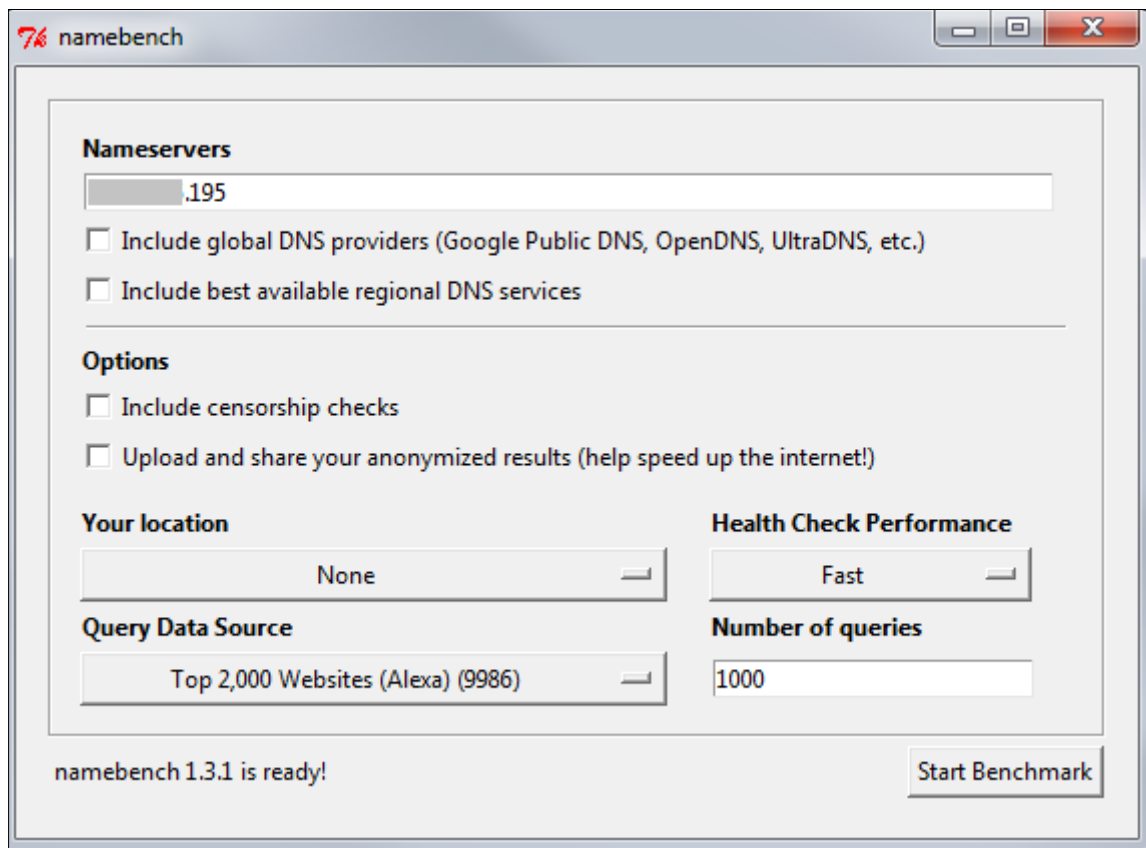 namebench
Nameservers
.195
Include global DNS providers (Google Public DNS, OpenDNS, UltraDNS, etc.)
Include best available regional DNS services
Options
Include censorship checks
Upload and share your anonymized results (help speed up the internet!)
Your location
Health Check Performance
None
Fast
Query Data Source
Number of queries
Top 2,000 Websites (Alexa) (9986)
1000
namebench 1.3.1 is ready!
Start Benchmark